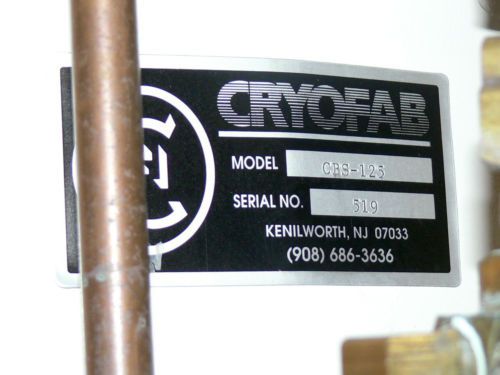 CRYOFAB
MODEL CBS-125
SERIAL NO. 519
KENILWORTH, NJ 07033
(908) 686-3636